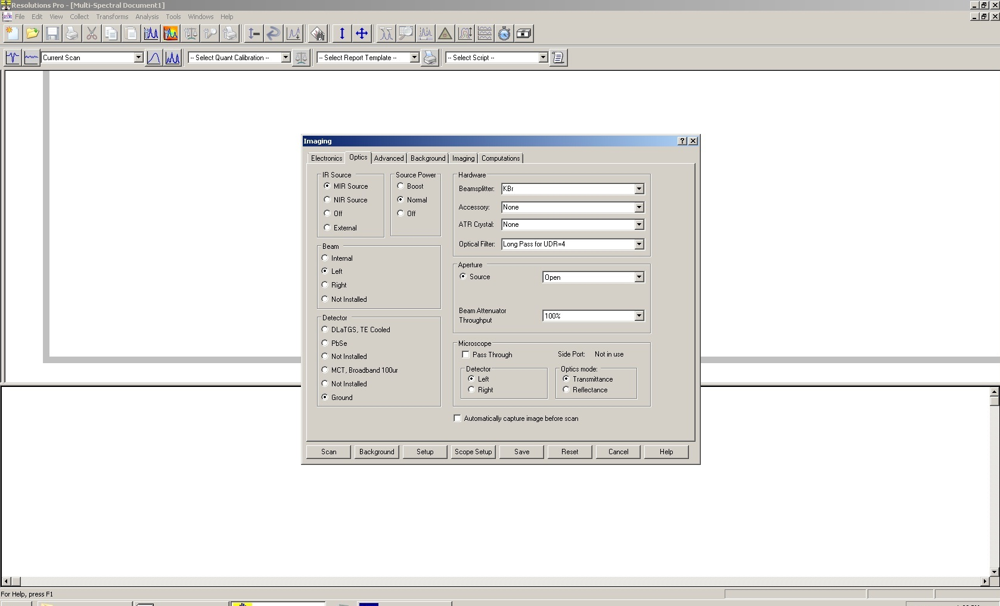 Resolutions Pro - [Multi-Spectral Document1]
File Edit View Collect Transforms Analysis Tools Windows Help
Current Scan -- Select Quant Calibration -- -- Select Report Template -- -- Select Script --
Imaging
Electronics Optics Advanced Background Imaging Computations
IR Source
MIR Source
NIR Source
Off
External
Source Power
Boost
Normal
Off
Beam
Internal
Left
Right
Not Installed
Detector
DLaTGS, TE Cooled
PbSe
Not Installed
MCT, Broadband 100ur
Not Installed
Ground
Hardware
Beamsplitter: KBr
Accessory: None
ATR Crystal: None
Optical Filter: Long Pass for UDR=4
Aperture
Source Open
Beam Attenuator
Throughput 100%
Microscope
Pass Through Side Port: Not in use
Detector
Left
Right
Optics mode:
Transmittance
Reflectance
Automatically capture image before scan
Scan Background Setup Scope Setup Save Reset Cancel Help
For Help, press F1